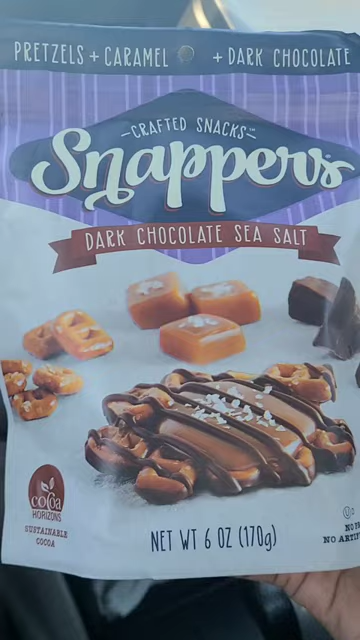 PRETZELS + CARAMEL + DARK CHOCOLATE
CRAFTED SNACKS
Snappers
DARK CHOCOLATE SEA SALT
cocoa
HORIZONS
SUSTAINABLE
COCOA
NET WT 6 OZ (170g)
NO
NO